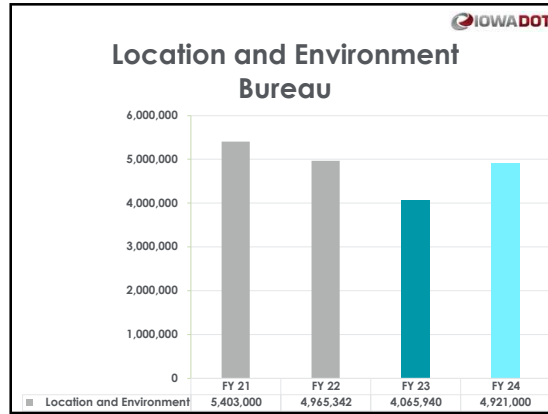 IOWADOT
Location and Environment
Bureau
6,000,000
5,000,000
4,000,000
3,000,000
2,000,000
1,000,000
0
FY 21 FY 22 FY 23 FY 24
Location and Environment 5,403,000 4,965,342 4,065,940 4,921,000